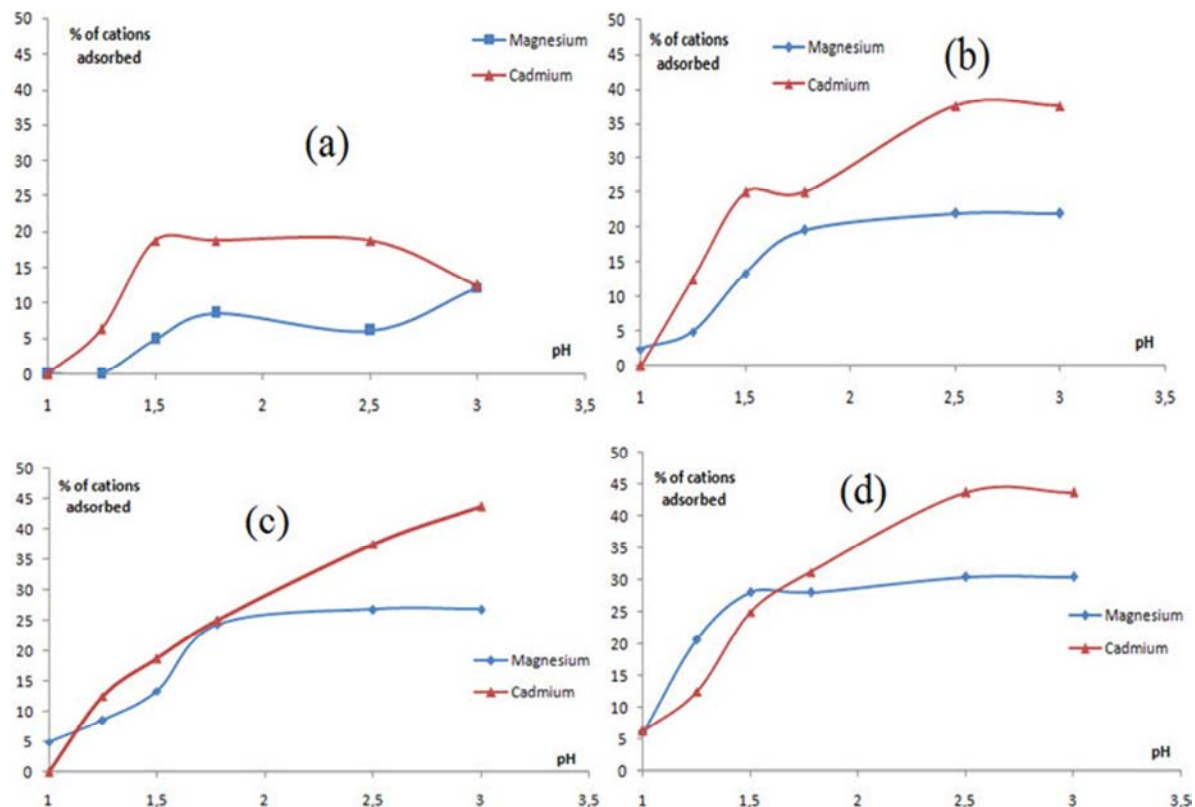 50
45
40
35
30
25
20
15
10
5
0
% of cations
adsorbed
Magnesium
Cadmium
(a)
pH
1
1,5
2
2,5
3
3,5
50
45
40
35
30
25
20
15
10
5
0
% of cations
adsorbed
Magnesium
Cadmium
(b)
pH
1
1,5
2
2,5
3
3,5
50
45
40
35
30
25
20
15
10
5
0
% of cations
adsorbed
(c)
Magnesium
Cadmium
pH
1
1,5
2
2,5
3
3,5
50
45
40
35
30
25
20
15
10
5
0
% of cations
adsorbed
(d)
Magnesium
Cadmium
pH
1
1,5
2
2,5
3
3,5